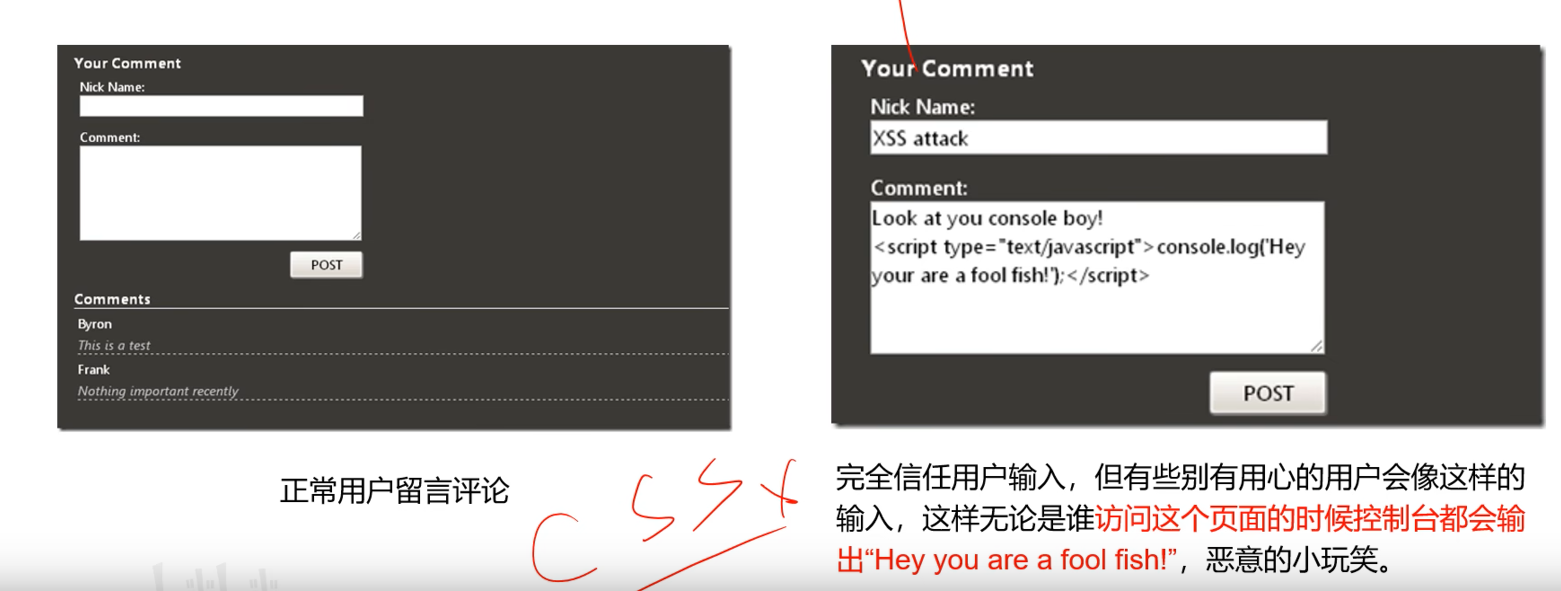 Your Comment
Nick Name:
Comment:
POST
Comments
Byron
This is a test
Frank
Nothing important recently
正常用户留言评论
Your Comment
Nick Name:
XSS attack
Comment:
Look at you console boy!
<script type="text/javascript">console.log('Hey
your are a fool fish!');</script>
POST
完全信任用户输入，但有些别有用心的用户会像这样的
输入，这样无论是谁访问这个页面的时候控制台都会输
出“Hey you are a fool fish!”，恶意的小玩笑。